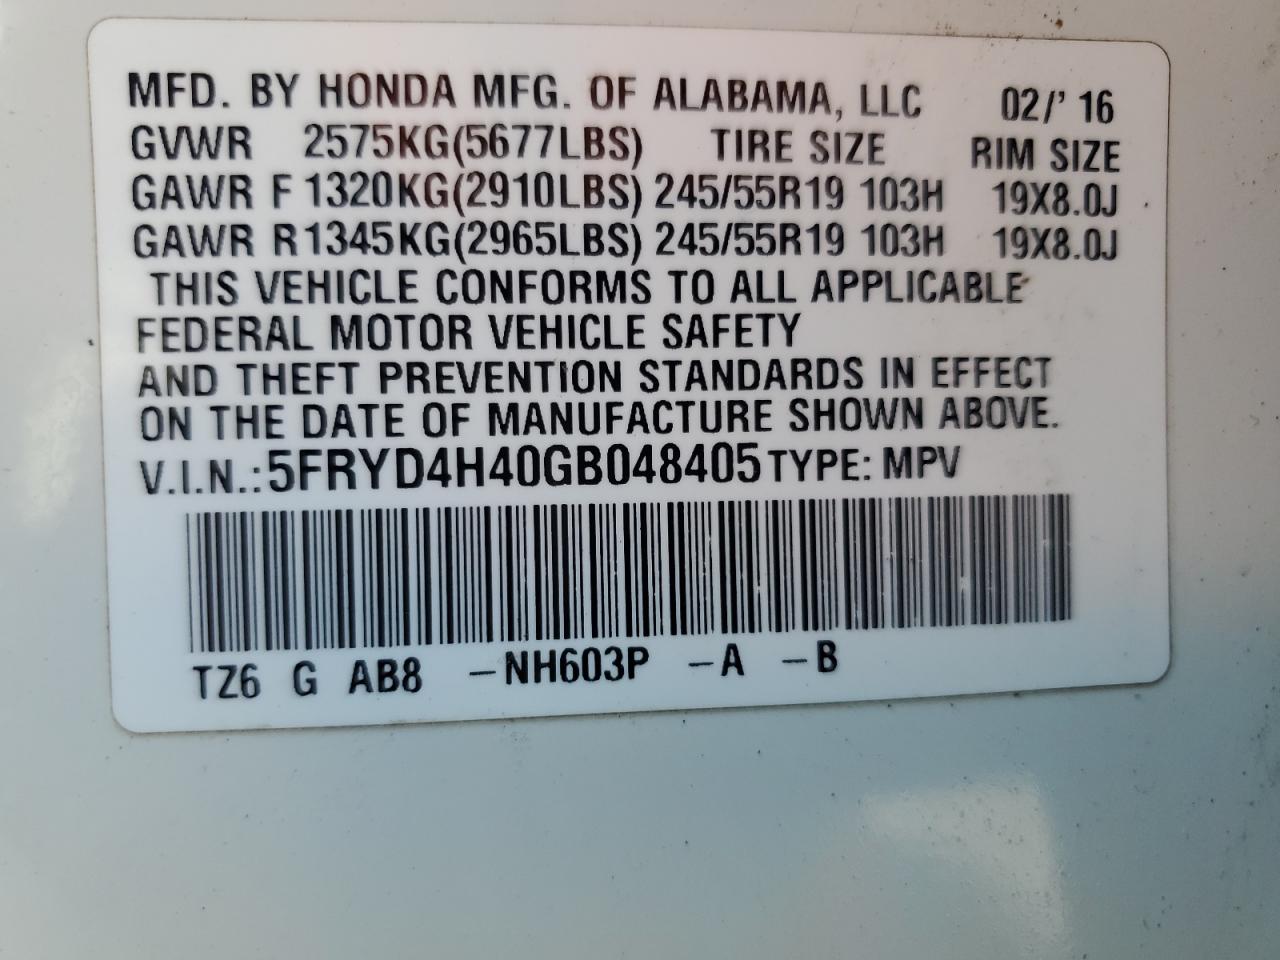 MFD. BY HONDA MFG. OF ALABAMA, LLC 02/' 16
GVWR 2575KG(5677LBS) TIRE SIZE RIM SIZE
GAWR F 1320KG(2910LBS) 245/55R19 103H 19X8.0J
GAWR R1345KG(2965LBS) 245/55R19 103H 19X8.0J
THIS VEHICLE CONFORMS TO ALL APPLICABLE
FEDERAL MOTOR VEHICLE SAFETY
AND THEFT PREVENTION STANDARDS IN EFFECT
ON THE DATE OF MANUFACTURE SHOWN ABOVE.
V.I.N.:5FRYD4H40GB048405 TYPE: MPV
TZ6 G AB8 -NH603P -A -B